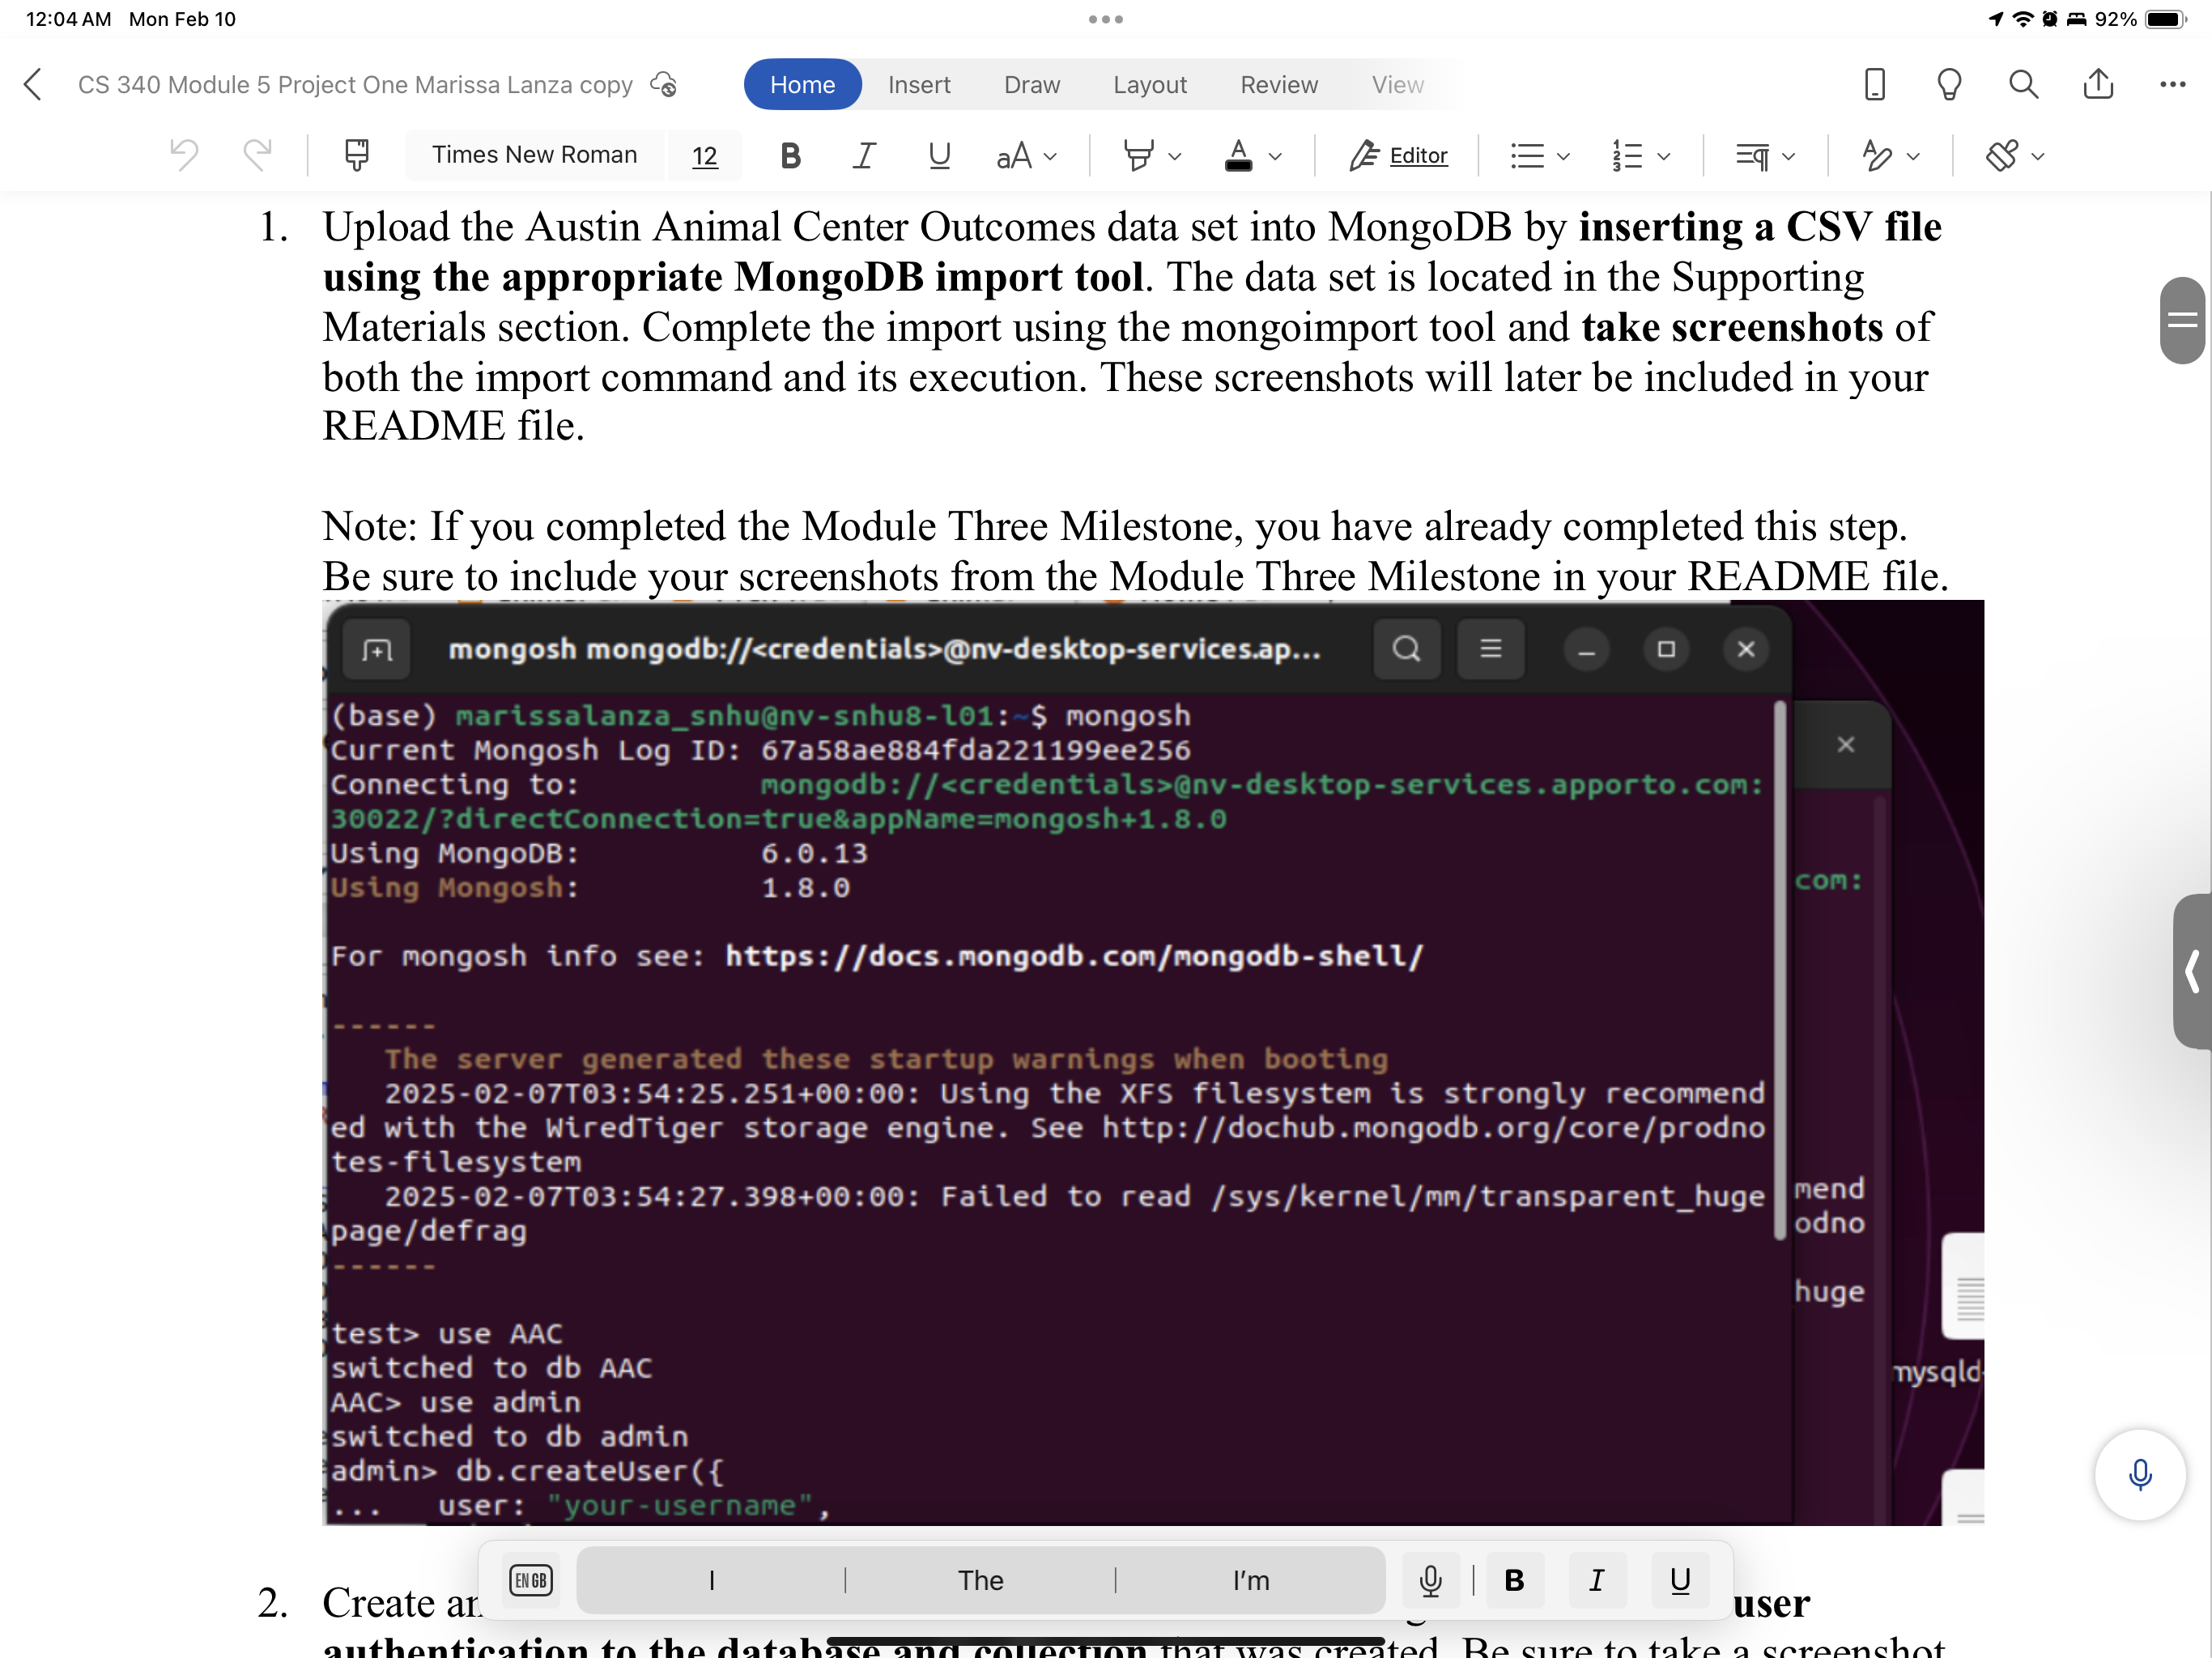 12:04 AM Mon Feb 10
92%
CS 340 Module 5 Project One Marissa Lanza copy
Home Insert Draw Layout Review View
Times New Roman 12 B I U aA A Editor
1. Upload the Austin Animal Center Outcomes data set into MongoDB by inserting a CSV file
using the appropriate MongoDB import tool. The data set is located in the Supporting
Materials section. Complete the import using the mongoimport tool and take screenshots of
both the import command and its execution. These screenshots will later be included in your
README file.
Note: If you completed the Module Three Milestone, you have already completed this step.
Be sure to include your screenshots from the Module Three Milestone in your README file.
mongosh mongodb://<credentials>@nv-desktop-services.ap...
(base) marissalanza_snhu@nv-snhu8-l01:~$ mongosh
Current Mongosh Log ID: 67a58ae884fda221199ee256
Connecting to: mongodb://<credentials>@nv-desktop-services.apporto.com:
30022/?directConnection=true&appName=mongosh+1.8.0
Using MongoDB: 6.0.13
Using Mongosh: 1.8.0
com:
For mongosh info see: https://docs.mongodb.com/mongodb-shell/
------
The server generated these startup warnings when booting
2025-02-07T03:54:25.251+00:00: Using the XFS filesystem is strongly recommend
ed with the WiredTiger storage engine. See http://dochub.mongodb.org/core/prodno
tes-filesystem
2025-02-07T03:54:27.398+00:00: Failed to read /sys/kernel/mm/transparent_huge
page/defrag
------
mend
odno
huge
test> use AAC
switched to db AAC
AAC> use admin
switched to db admin
admin> db.createUser({
... user: "your-username",
mysqld-
EN GB I The I'm B I U
2. Create an user
authentication to the database and collection that was created. Be sure to take a screenshot